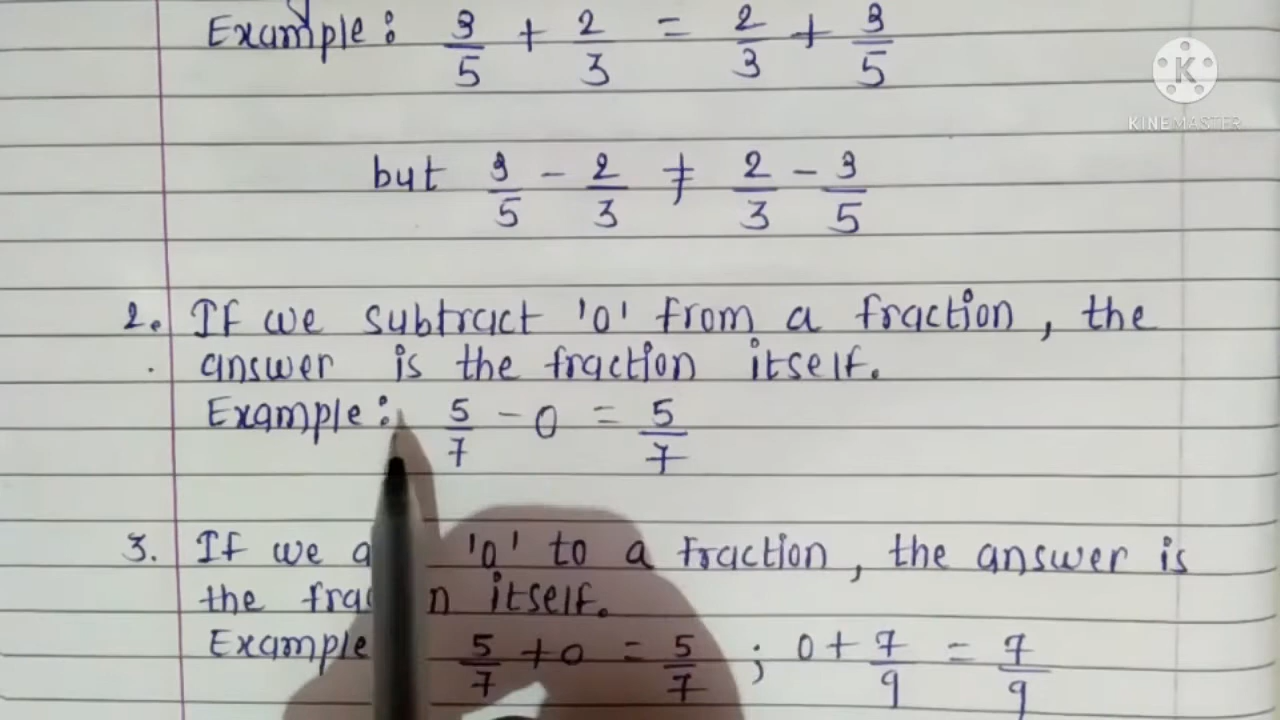 Example: 3/5 + 2/3 = 2/3 + 3/5
KINEMASTER
but 3/5 - 2/3 ≠ 2/3 - 3/5
2. If we subtract '0' from a fraction, the
answer is the fraction itself.
Example: 5/7 - 0 = 5/7
3. If we '0' to a fraction, the answer is
the itself.
Example 5/7 + 0 = 5/7 ; 0 + 7/9 = 7/9